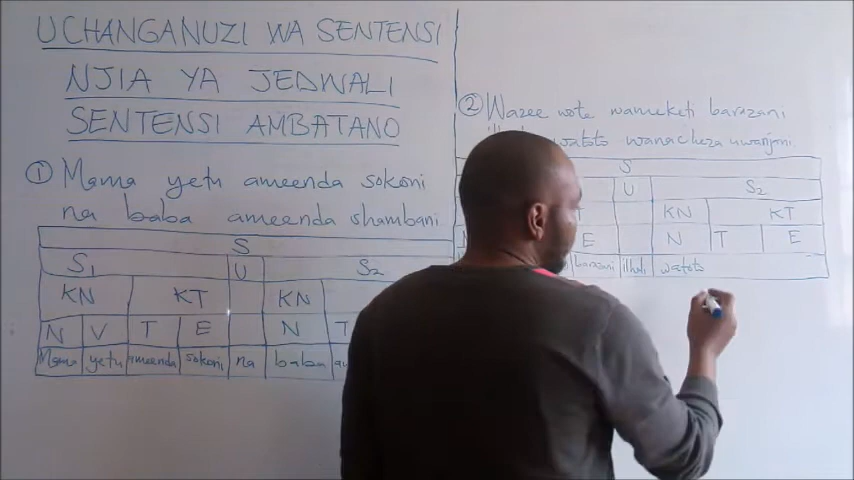 UCHANGANUZI WA SENTENSI
NJIA YA JEDWALI
SENTENSI AMBATANO
① Mama yetu ameenda sokoni
na baba ameenda shambani.
S
S1 U S2
KN KT KN
N V T E N T
Mama yetu ameenda sokoni na baba
② Wazee wote wameketi barazani
watoto wanacheza uwanjani.
S
U S2
KN KT
E N T E
barazani ilhali watoto